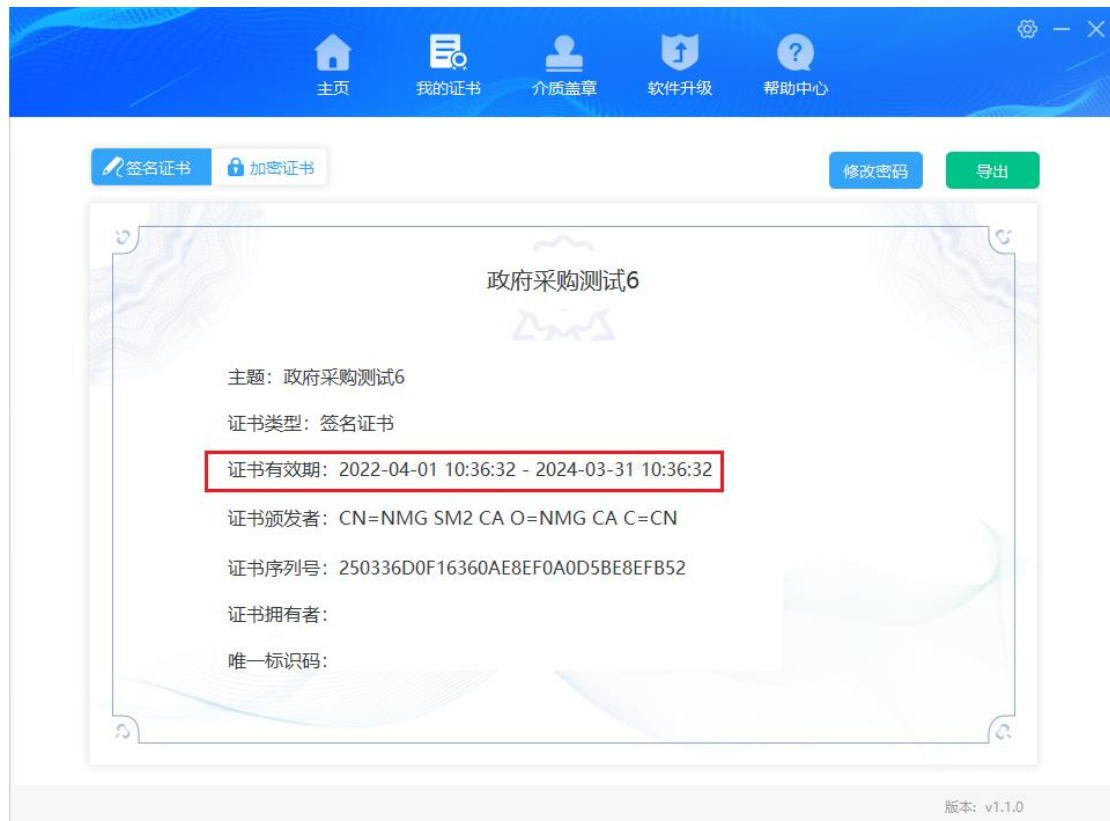 主页 我的证书 介质盖章 软件升级 帮助中心
签名证书 加密证书 修改密码 导出
政府采购测试6
主题：政府采购测试6
证书类型：签名证书
证书有效期：2022-04-01 10:36:32 - 2024-03-31 10:36:32
证书颁发者：CN=NMG SM2 CA O=NMG CA C=CN
证书序列号：250336D0F16360AE8EF0A0D5BE8EFB52
证书拥有者：
唯一标识码：
版本：v1.1.0